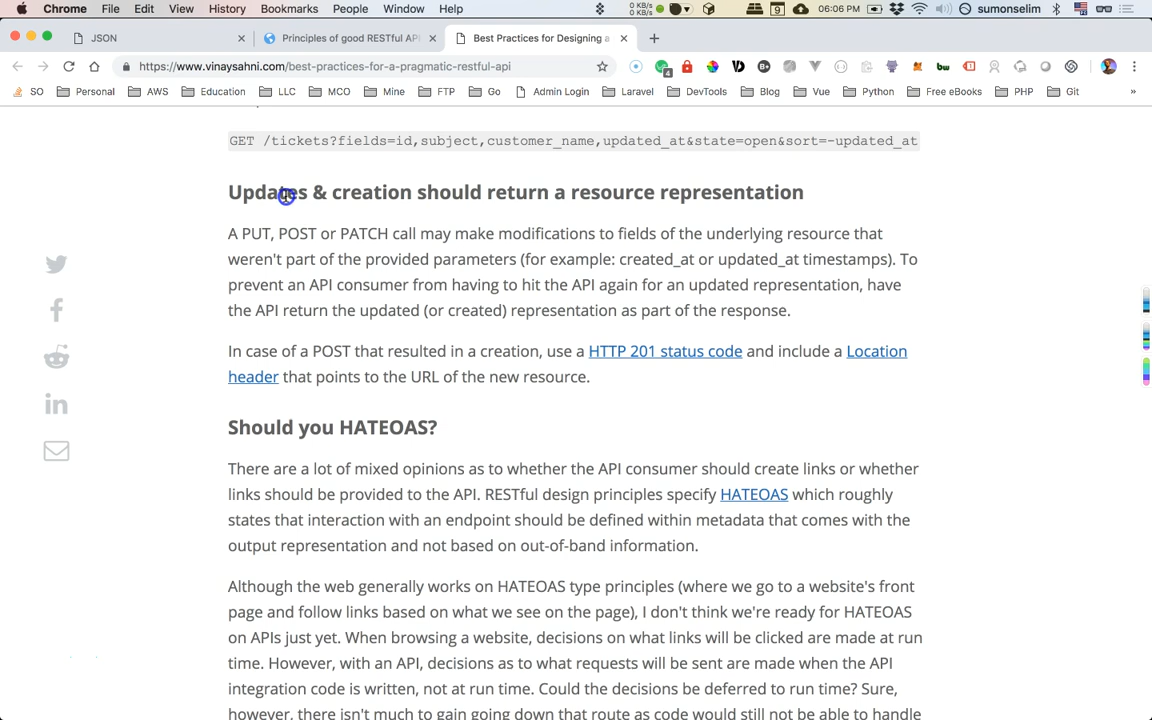 Chrome File Edit View History Bookmarks People Window Help 0 KB/s 0 KB/s 9 06:06 PM sumonselim
JSON Principles of good RESTful API Best Practices for Designing a
https://www.vinaysahni.com/best-practices-for-a-pragmatic-restful-api
SO Personal AWS Education LLC MCO Mine FTP Go Admin Login Laravel DevTools Blog Vue Python Free eBooks PHP Git »
GET /tickets?fields=id,subject,customer_name,updated_at&state=open&sort=-updated_at
Updates & creation should return a resource representation
A PUT, POST or PATCH call may make modifications to fields of the underlying resource that
weren't part of the provided parameters (for example: created_at or updated_at timestamps). To
prevent an API consumer from having to hit the API again for an updated representation, have
the API return the updated (or created) representation as part of the response.
In case of a POST that resulted in a creation, use a HTTP 201 status code and include a Location
header that points to the URL of the new resource.
Should you HATEOAS?
There are a lot of mixed opinions as to whether the API consumer should create links or whether
links should be provided to the API. RESTful design principles specify HATEOAS which roughly
states that interaction with an endpoint should be defined within metadata that comes with the
output representation and not based on out-of-band information.
Although the web generally works on HATEOAS type principles (where we go to a website's front
page and follow links based on what we see on the page), I don't think we're ready for HATEOAS
on APIs just yet. When browsing a website, decisions on what links will be clicked are made at run
time. However, with an API, decisions as to what requests will be sent are made when the API
integration code is written, not at run time. Could the decisions be deferred to run time? Sure,
however, there isn't much to gain going down that route as code would still not be able to handle